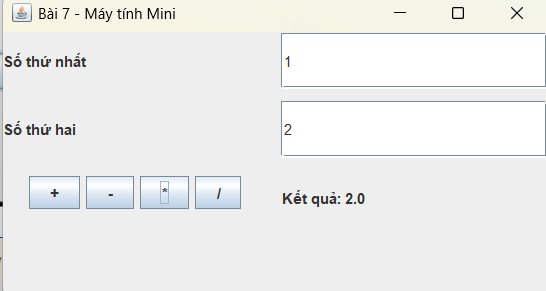 Bài 7 - Máy tính Mini
Số thứ nhất
1
Số thứ hai
2
+ - * /
Kết quả: 2.0